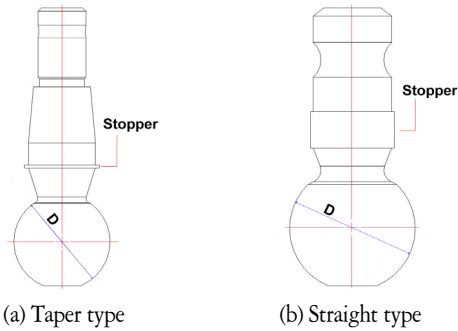 Stopper
D
(a) Taper type
Stopper
D
(b) Straight type